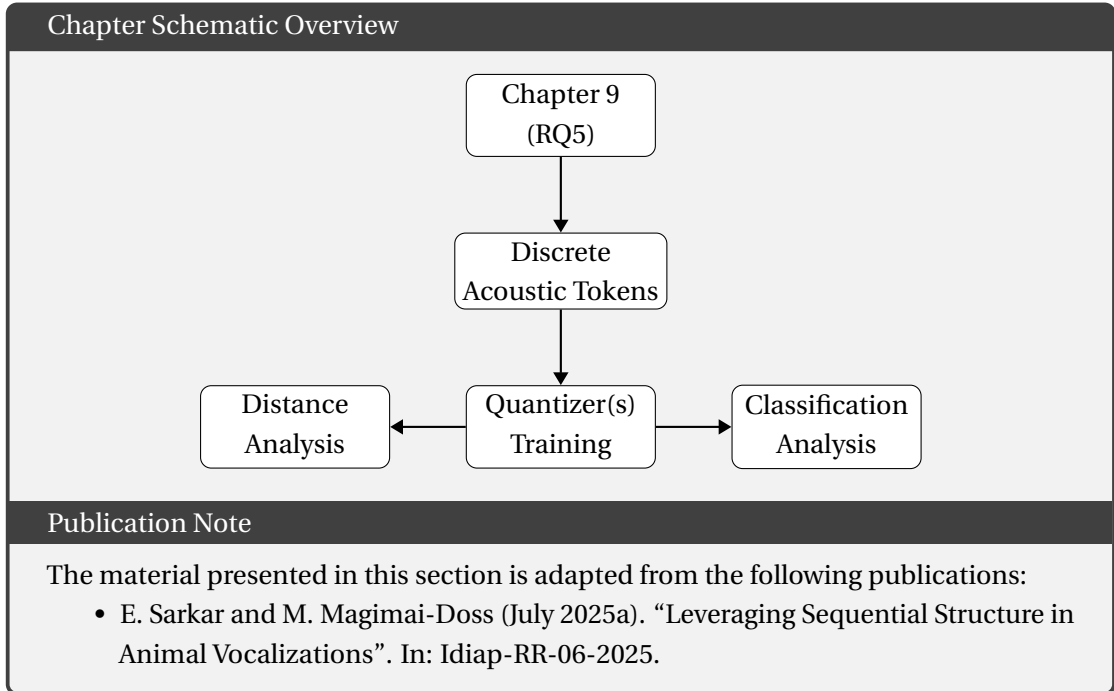 Chapter Schematic Overview
Chapter 9
(RQ5)
Discrete
Acoustic Tokens
Distance
Analysis
Quantizer(s)
Training
Classification
Analysis
Publication Note
The material presented in this section is adapted from the following publications:
• E. Sarkar and M. Magimai-Doss (July 2025a). “Leveraging Sequential Structure in
Animal Vocalizations”. In: Idiap-RR-06-2025.